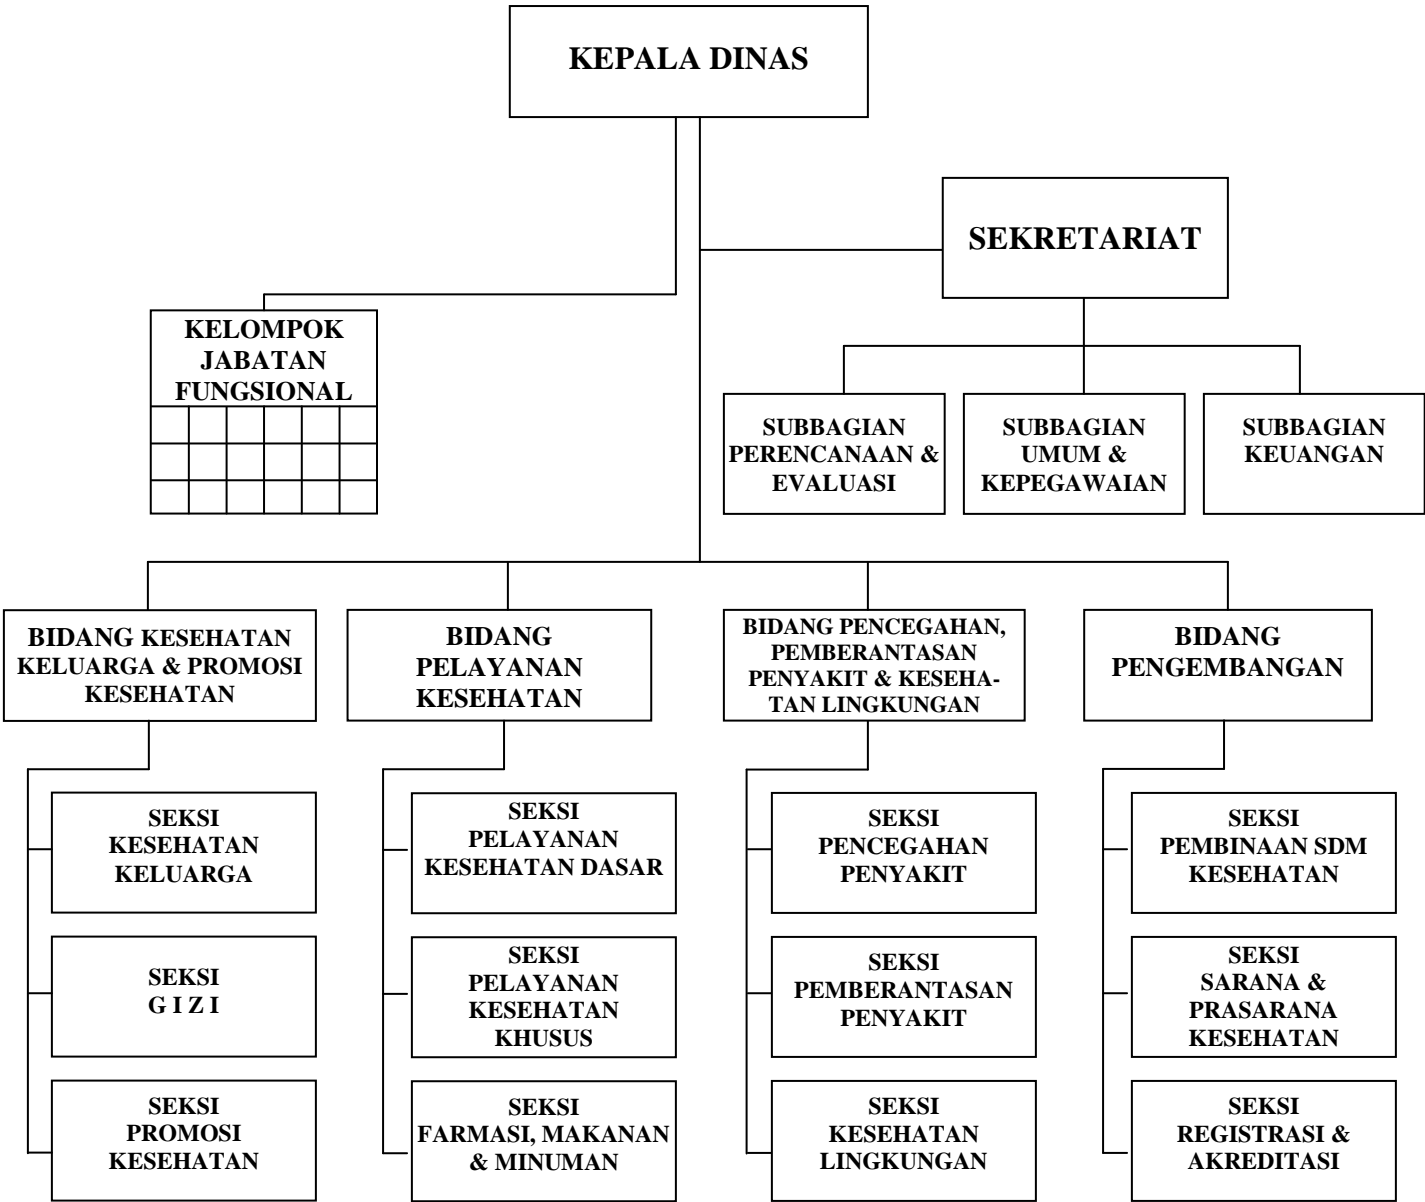 KEPALA DINAS
SEKRETARIAT
KELOMPOK
JABATAN
FUNGSIONAL
SUBBAGIAN
PERENCANAAN &
EVALUASI
SUBBAGIAN
UMUM &
KEPEGAWAIAN
SUBBAGIAN
KEUANGAN
BIDANG KESEHATAN
KELUARGA & PROMOSI
KESEHATAN
BIDANG
PELAYANAN
KESEHATAN
BIDANG PENCEGAHAN,
PEMBERANTASAN
PENYAKIT & KESEHA-
TAN LINGKUNGAN
BIDANG
PENGEMBANGAN
SEKSI
KESEHATAN
KELUARGA
SEKSI
PELAYANAN
KESEHATAN DASAR
SEKSI
PENCEGAHAN
PENYAKIT
SEKSI
PEMBINAAN SDM
KESEHATAN
SEKSI
G I Z I
SEKSI
PELAYANAN
KESEHATAN
KHUSUS
SEKSI
PEMBERANTASAN
PENYAKIT
SEKSI
SARANA &
PRASARANA
KESEHATAN
SEKSI
PROMOSI
KESEHATAN
SEKSI
FARMASI, MAKANAN
& MINUMAN
SEKSI
KESEHATAN
LINGKUNGAN
SEKSI
REGISTRASI &
AKREDITASI